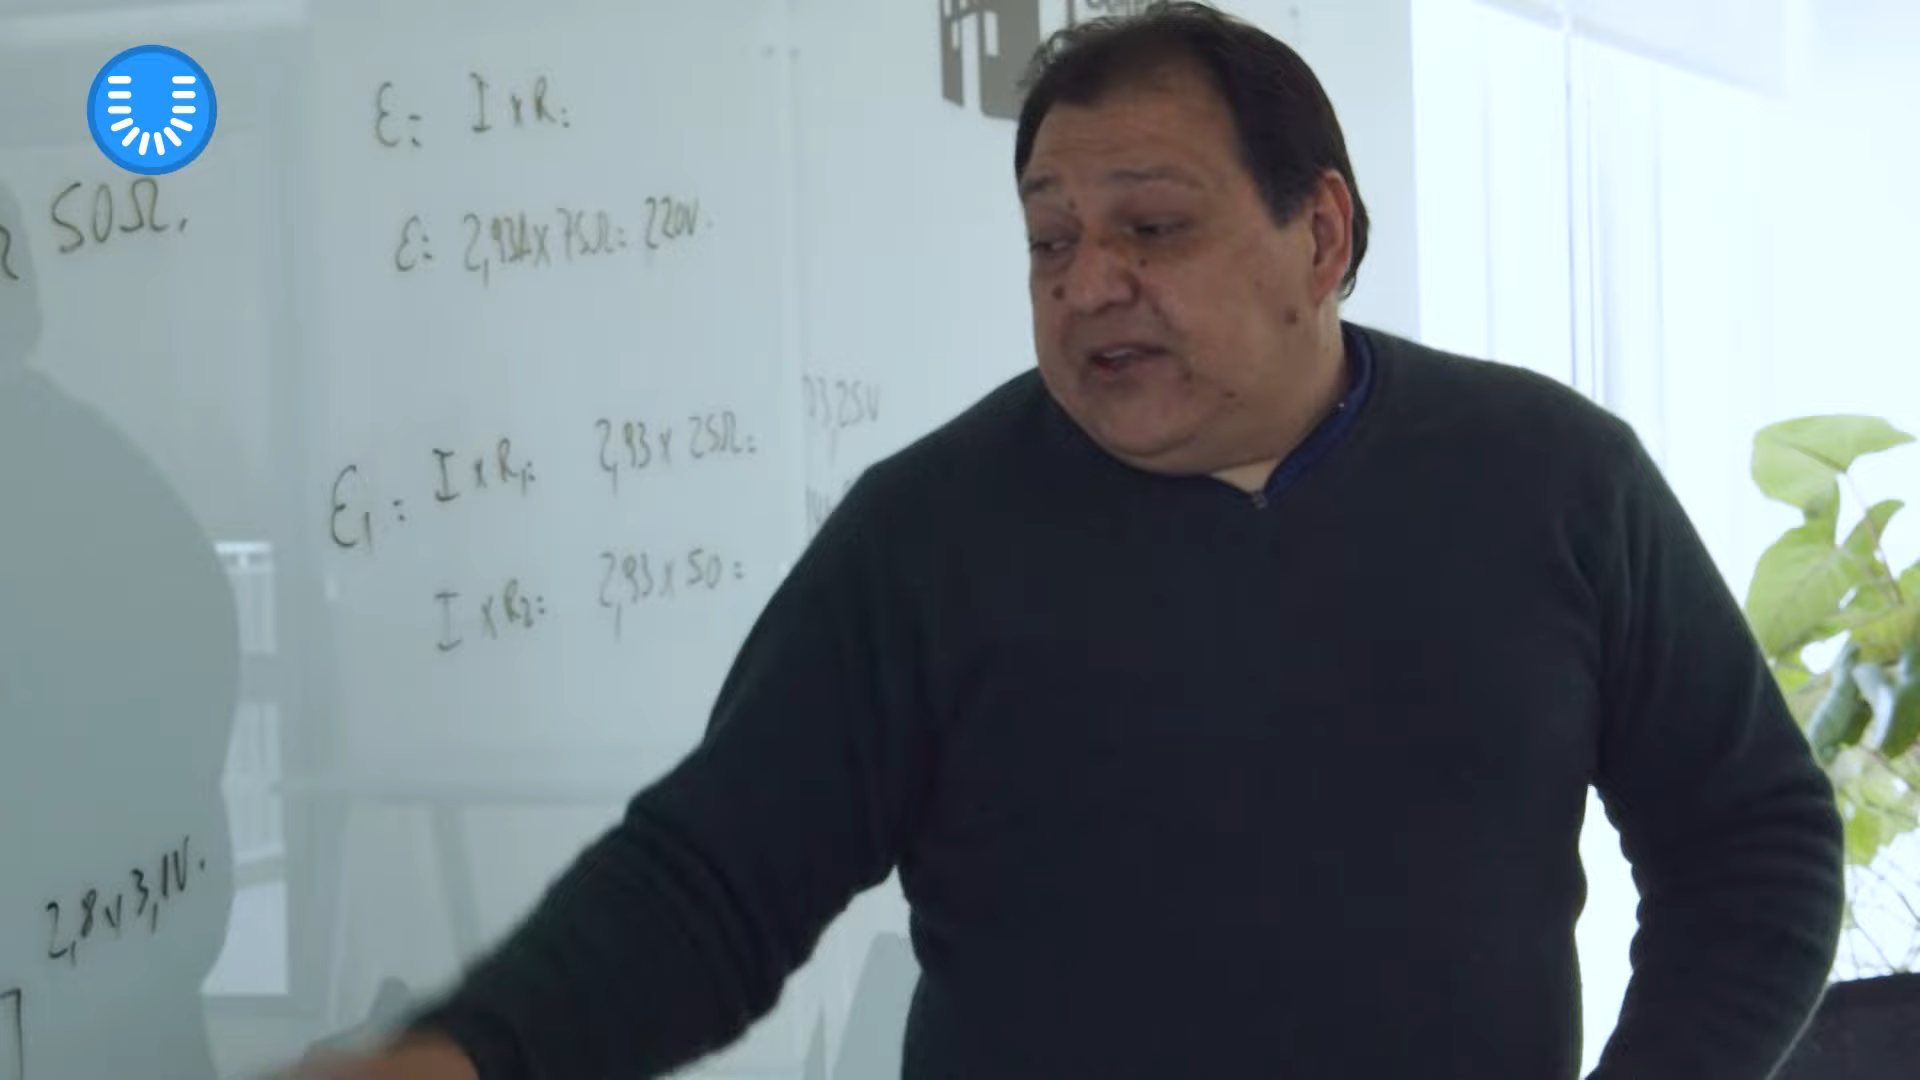 50Ω.
Ɛ: I x R:
Ɛ: 2,93A x 75Ω: 220V.
Ɛ1: I x R1: 2,93 x 25Ω: 73,25V
I x R2: 2,93 x 50:
2,8 v 3,1V.